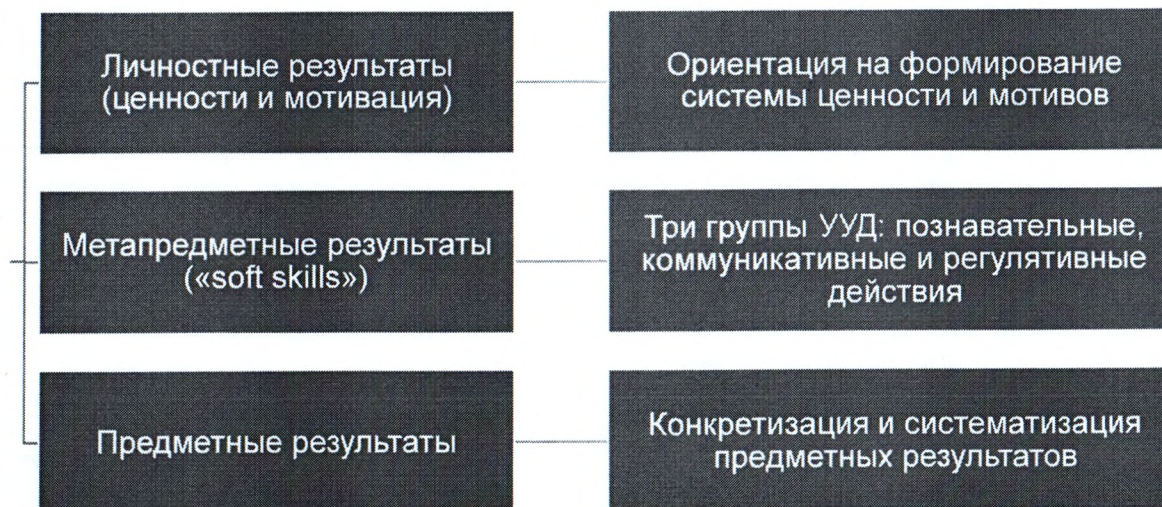 Личностные результаты
(ценности и мотивация)
Ориентация на формирование
системы ценности и мотивов
Метапредметные результаты
(«soft skills»)
Три группы УУД: познавательные,
коммуникативные и регулятивные
действия
Предметные результаты
Конкретизация и систематизация
предметных результатов